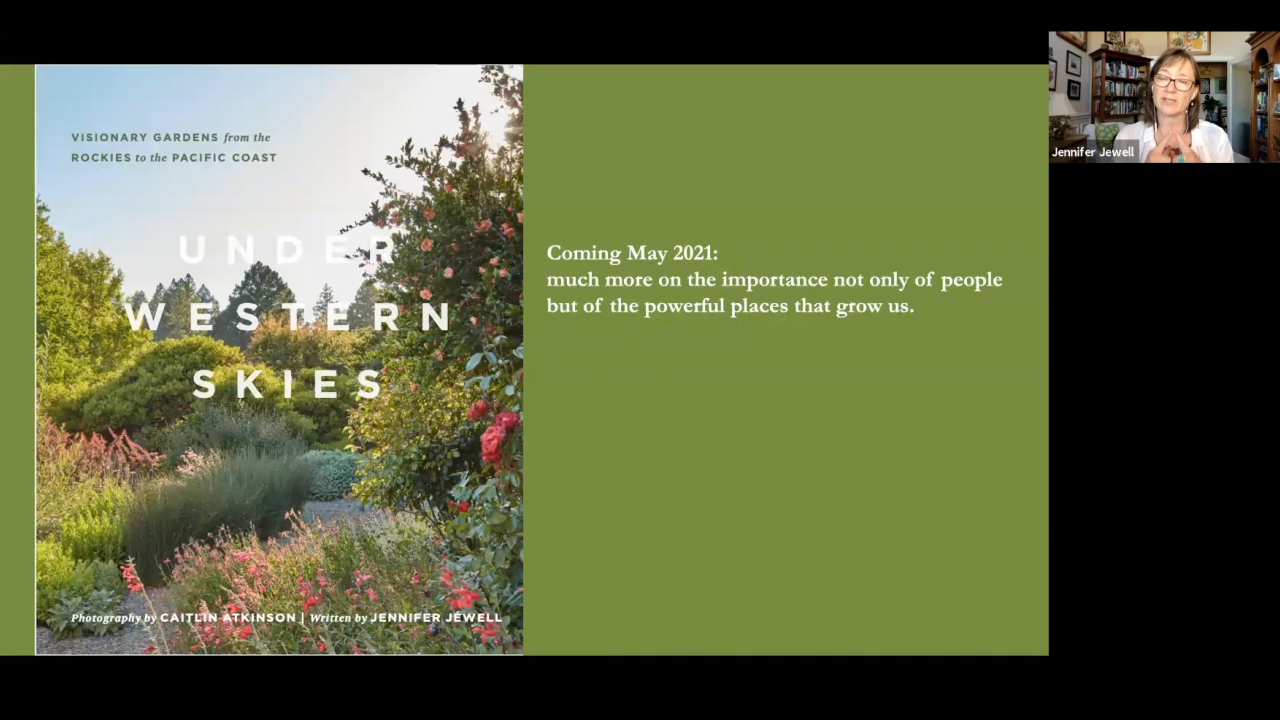 VISIONARY GARDENS from the
ROCKIES to the PACIFIC COAST
UNDER
WESTERN
SKIES
Photography by CAITLIN ATKINSON | Written by JENNIFER JEWELL
Coming May 2021:
much more on the importance not only of people
but of the powerful places that grow us.
Jennifer Jewell